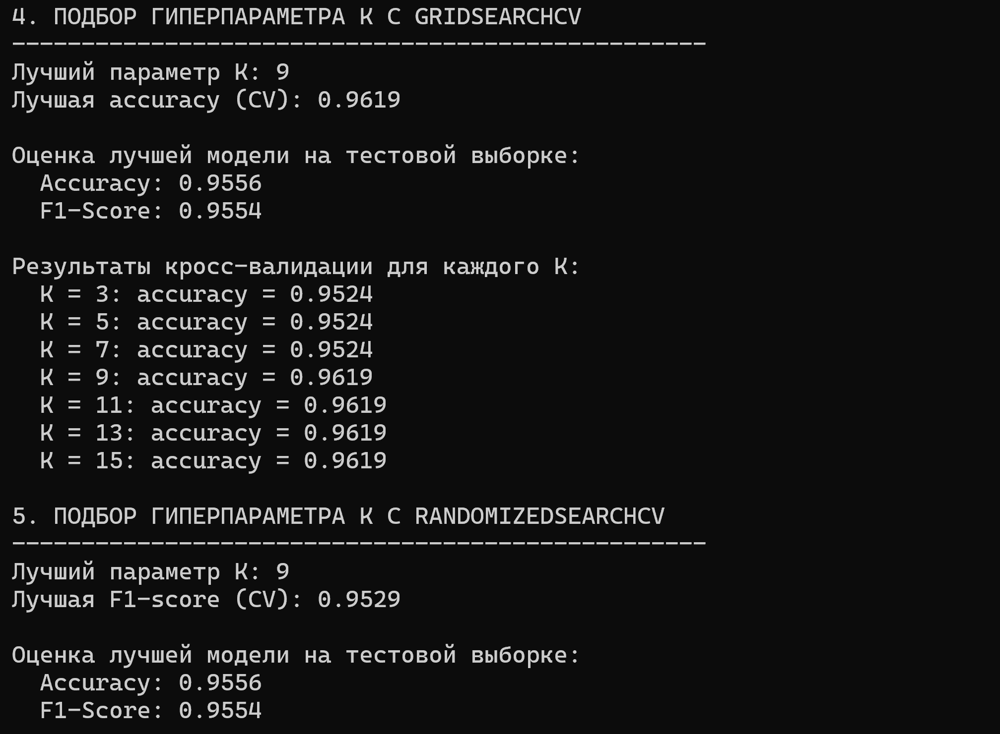 4. ПОДБОР ГИПЕРПАРАМЕТРА К С GRIDSEARCHCV
--------------------------------------------------
Лучший параметр К: 9
Лучшая accuracy (CV): 0.9619
Оценка лучшей модели на тестовой выборке:
Accuracy: 0.9556
F1-Score: 0.9554
Результаты кросс-валидации для каждого К:
K = 3: accuracy = 0.9524
K = 5: accuracy = 0.9524
K = 7: accuracy = 0.9524
K = 9: accuracy = 0.9619
K = 11: accuracy = 0.9619
K = 13: accuracy = 0.9619
K = 15: accuracy = 0.9619
5. ПОДБОР ГИПЕРПАРАМЕТРА К С RANDOMIZEDSEARCHCV
--------------------------------------------------
Лучший параметр К: 9
Лучшая F1-score (CV): 0.9529
Оценка лучшей модели на тестовой выборке:
Accuracy: 0.9556
F1-Score: 0.9554